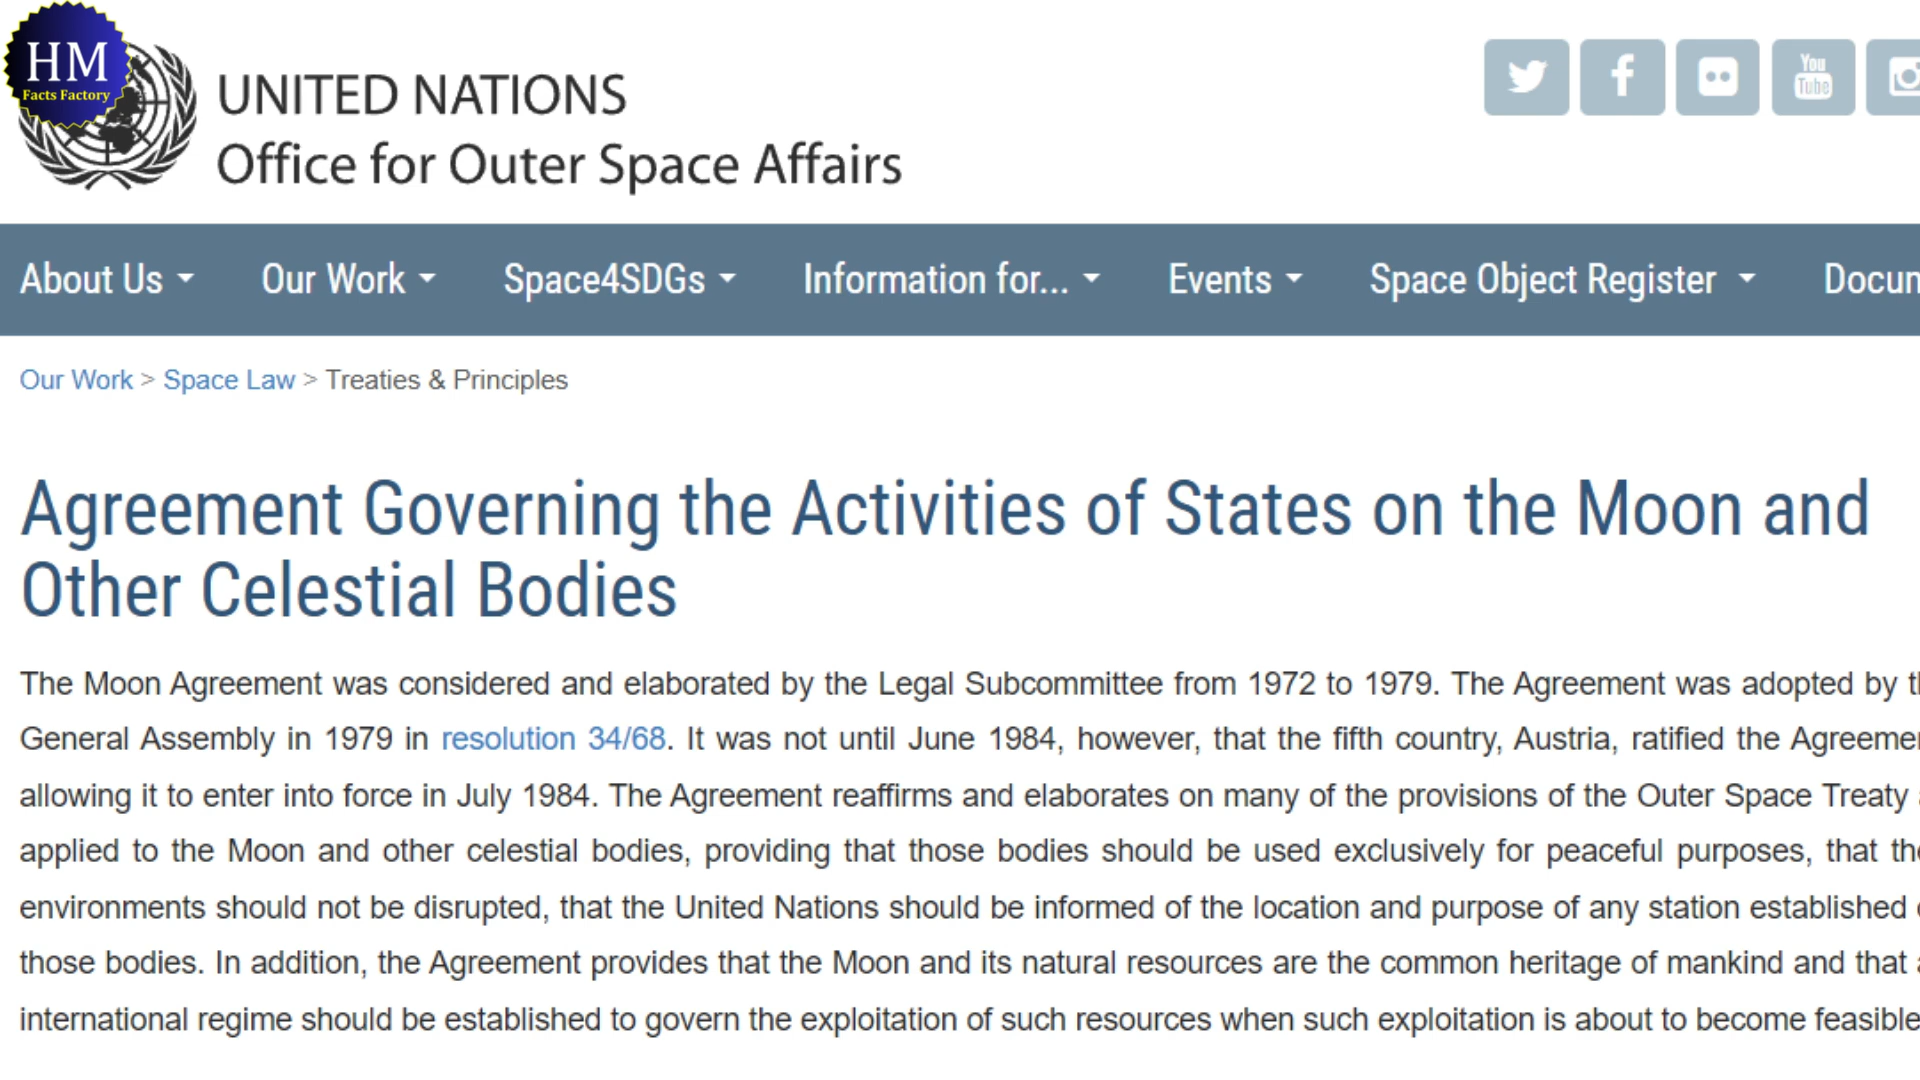 HM
Facts Factory
UNITED NATIONS
Office for Outer Space Affairs
You
Tube
About Us Our Work Space4SDGs Information for... Events Space Object Register Docum
Our Work > Space Law > Treaties & Principles
Agreement Governing the Activities of States on the Moon and
Other Celestial Bodies
The Moon Agreement was considered and elaborated by the Legal Subcommittee from 1972 to 1979. The Agreement was adopted by
General Assembly in 1979 in resolution 34/68. It was not until June 1984, however, that the fifth country, Austria, ratified the
allowing it to enter into force in July 1984. The Agreement reaffirms and elaborates on many of the provisions of the Outer Space Treaty
applied to the Moon and other celestial bodies, providing that those bodies should be used exclusively for peaceful purposes, that
environments should not be disrupted, that the United Nations should be informed of the location and purpose of any station established
those bodies. In addition, the Agreement provides that the Moon and its natural resources are the common heritage of mankind and that
international regime should be established to govern the exploitation of such resources when such exploitation is about to become feasible